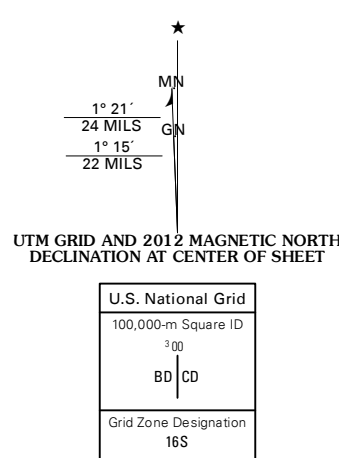 ★
MN
1° 21´
24 MILS
GN
1° 15´
22 MILS
UTM GRID AND 2012 MAGNETIC NORTH
DECLINATION AT CENTER OF SHEET
U.S. National Grid
100,000-m Square ID
³00
BD CD
Grid Zone Designation
16S